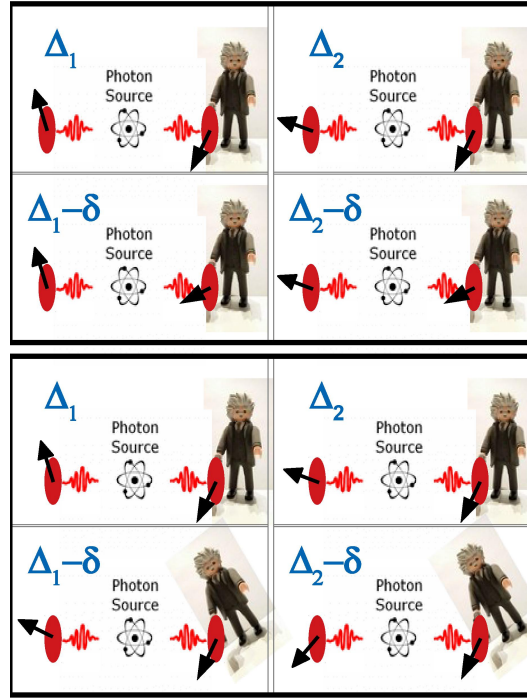 Δ₁
Photon
Source
Δ₂
Photon
Source
Δ₁−δ
Photon
Source
Δ₂−δ
Photon
Source
Δ₁
Photon
Source
Δ₂
Photon
Source
Δ₁−δ
Photon
Source
Δ₂−δ
Photon
Source